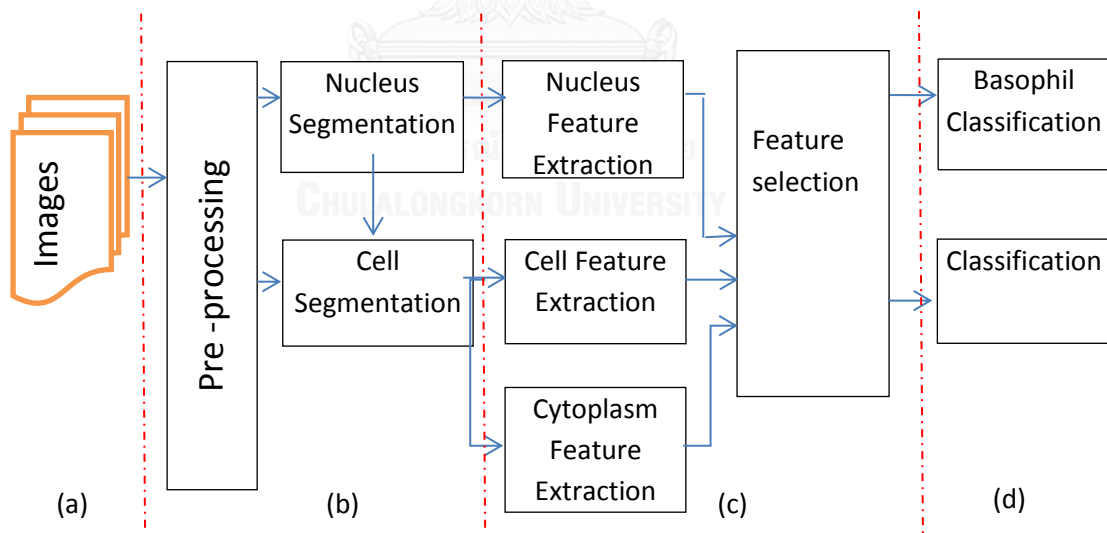 Images
Pre -processing
Nucleus
Segmentation
Cell
Segmentation
Nucleus
Feature
Extraction
Cell Feature
Extraction
Cytoplasm
Feature
Extraction
Feature
selection
Basophil
Classification
Classification
CHULALONGKORN UNIVERSITY
(a)
(b)
(c)
(d)